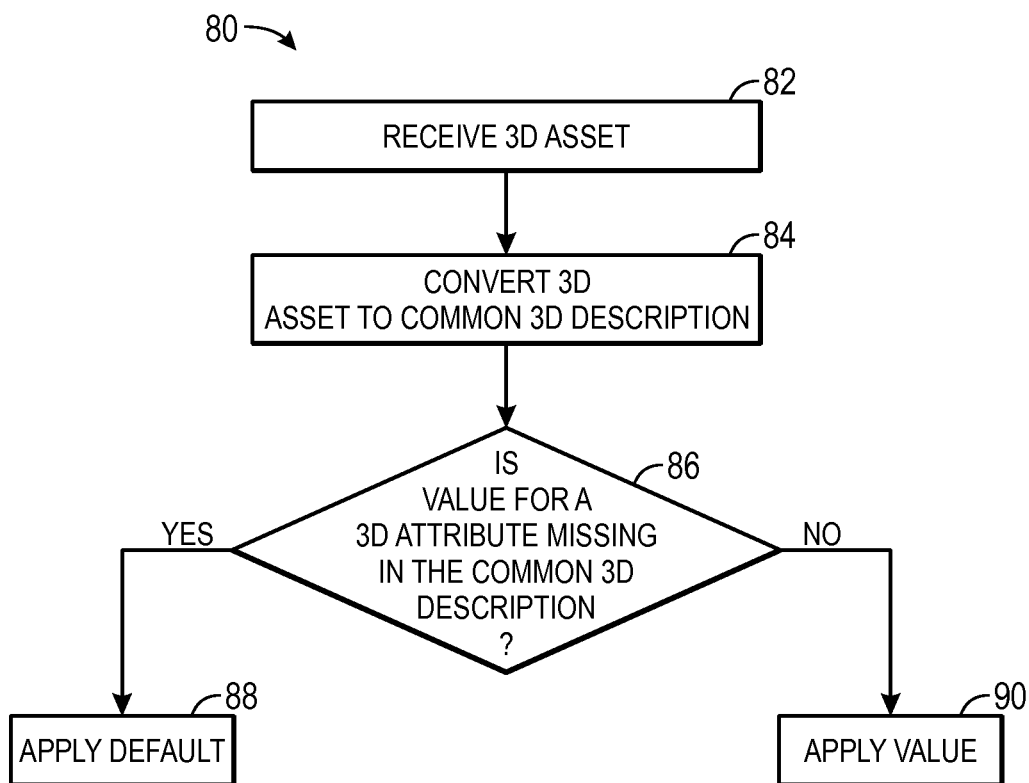 80
82
RECEIVE 3D ASSET
84
CONVERT 3D
ASSET TO COMMON 3D DESCRIPTION
86
IS
VALUE FOR A
3D ATTRIBUTE MISSING
IN THE COMMON 3D
DESCRIPTION
?
YES
NO
88
APPLY DEFAULT
90
APPLY VALUE